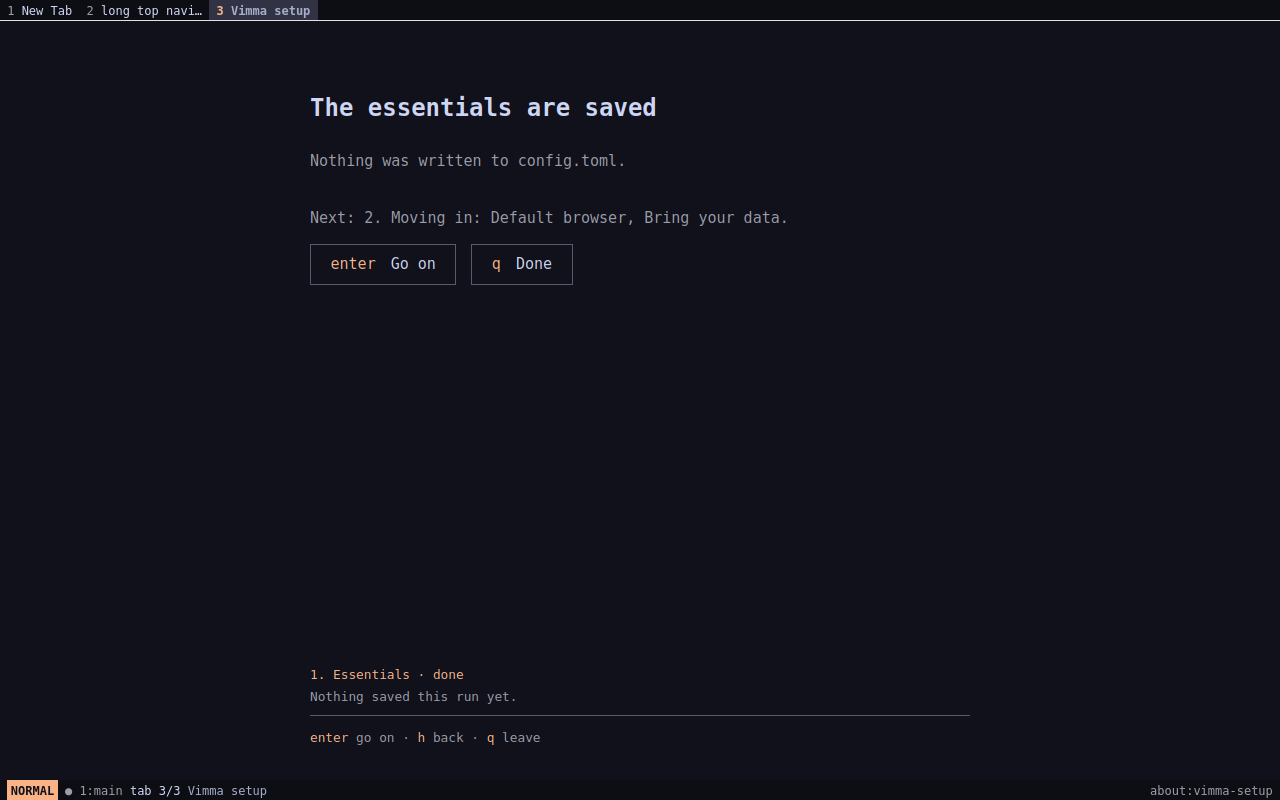 1 New Tab 2 long top navi… 3 Vimma setup
The essentials are saved
Nothing was written to config.toml.
Next: 2. Moving in: Default browser, Bring your data.
enter Go on q Done
1. Essentials · done
Nothing saved this run yet.
enter go on · h back · q leave
NORMAL ● 1:main tab 3/3 Vimma setup about:vimma-setup